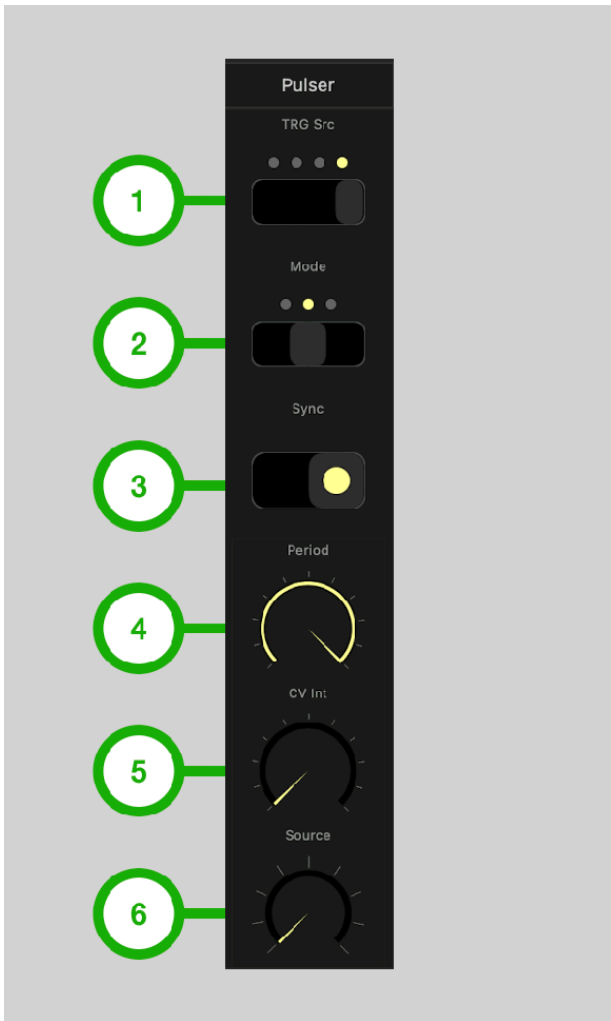 Pulser
TRG Src
1
Mode
2
Sync
3
Period
4
CV Int
5
Source
6